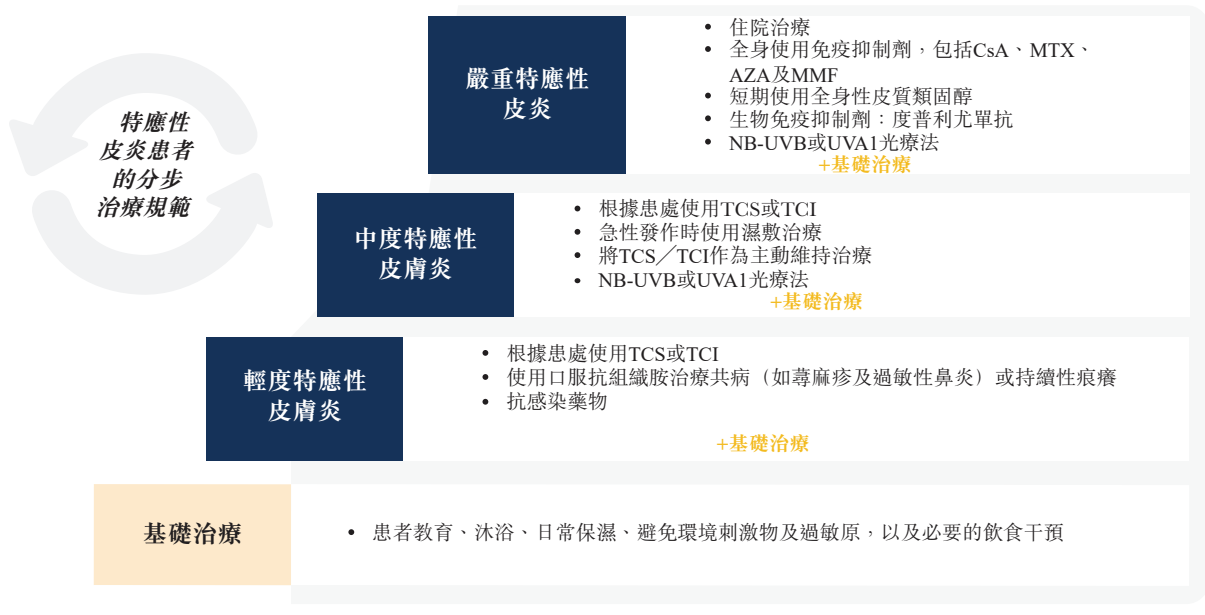 特應性
皮炎患者
的分步
治療規範
嚴重特應性
皮炎
• 住院治療
• 全身使用免疫抑制劑，包括CsA、MTX、
AZA及MMF
• 短期使用全身性皮質類固醇
• 生物免疫抑制劑：度普利尤單抗
• NB-UVB或UVA1光療法
+基礎治療
中度特應性
皮膚炎
• 根據患處使用TCS或TCI
• 急性發作時使用濕敷治療
• 將TCS／TCI作為主動維持治療
• NB-UVB或UVA1光療法
+基礎治療
輕度特應性
皮膚炎
• 根據患處使用TCS或TCI
• 使用口服抗組織胺治療共病（如蕁麻疹及過敏性鼻炎）或持續性瘙癢
• 抗感染藥物
+基礎治療
基礎治療
• 患者教育、沐浴、日常保濕、避免環境刺激物及過敏原，以及必要的飲食干預